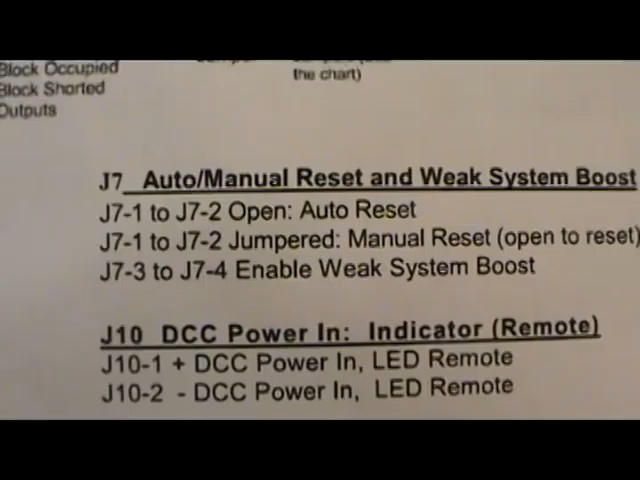 Block Occupied
the chart)
Block Shorted
Outputs
J7 Auto/Manual Reset and Weak System Boost
J7-1 to J7-2 Open: Auto Reset
J7-1 to J7-2 Jumpered: Manual Reset (open to reset)
J7-3 to J7-4 Enable Weak System Boost
J10 DCC Power In: Indicator (Remote)
J10-1 + DCC Power In, LED Remote
J10-2 - DCC Power In, LED Remote